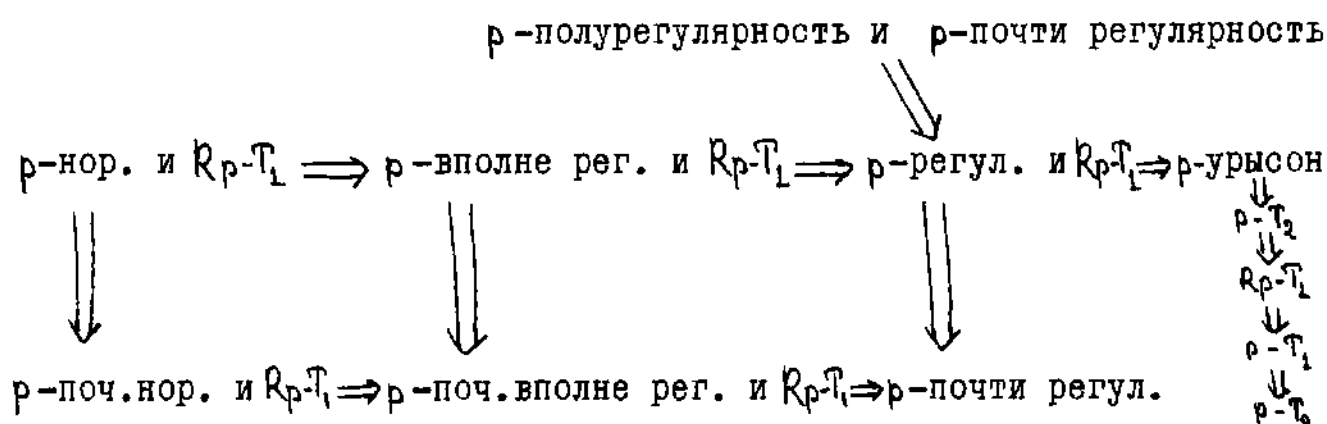 p-полурегулярность и p-почти регулярность
p-нор. и Rp-T₁ ⟹ p-вполне рег. и Rp-T₁ ⟹ p-регул. и Rp-T₁ ⟹ p-урысон
p-T₂
Rp-T₁
p-T₁
p-T₀
p-поч.нор. и Rp-T₁ ⟹ p-поч.вполне рег. и Rp-T₁ ⟹ p-почти регул.